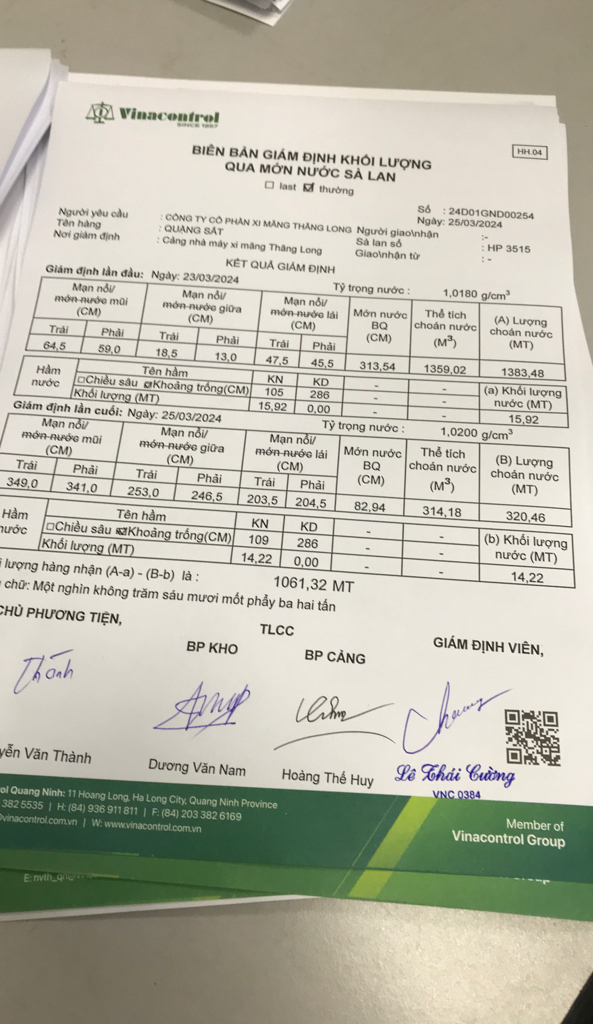 Vinacontrol
SINCE 1957
HH.04
BIÊN BẢN GIÁM ĐỊNH KHỐI LƯỢNG
QUA MỚN NƯỚC SÀ LAN
☐ last ☑ thường
Số : 24D01GND00254
Ngày: 25/03/2024
Người yêu cầu : CÔNG TY CỔ PHẦN XI MĂNG THĂNG LONG Người giao\nhận :-
Tên hàng : QUẶNG SẮT Sà lan số : HP 3515
Nơi giám định : Cảng nhà máy xi măng Thăng Long Giao\nhận từ : -
KẾT QUẢ GIÁM ĐỊNH
Giám định lần đầu: Ngày: 23/03/2024 Tỷ trọng nước : 1,0180 g/cm³
Mạn nổi/ mớn nước mũi (CM) Mạn nổi/ mớn nước giữa (CM) Mạn nổi/ mớn nước lái (CM) Mớn nước BQ (CM) Thể tích choán nước (M³) (A) Lượng choán nước (MT)
Trái Phải Trái Phải Trái Phải
64,5 59,0 18,5 13,0 47,5 45,5 313,54 1359,02 1383,48
Hầm nước Tên hầm KN KD - - (a) Khối lượng nước (MT)
☐Chiều sâu ☑Khoảng trống(CM) 105 286 - -
Khối lượng (MT) 15,92 0,00 - - 15,92
Giám định lần cuối: Ngày: 25/03/2024 Tỷ trọng nước : 1,0200 g/cm³
Mạn nổi/ mớn nước mũi (CM) Mạn nổi/ mớn nước giữa (CM) Mạn nổi/ mớn nước lái (CM) Mớn nước BQ (CM) Thể tích choán nước (M³) (B) Lượng choán nước (MT)
Trái Phải Trái Phải Trái Phải
349,0 341,0 253,0 246,5 203,5 204,5 82,94 314,18 320,46
Hầm nước Tên hầm KN KD - - (b) Khối lượng nước (MT)
☐Chiều sâu ☑Khoảng trống(CM) 109 286 - -
Khối lượng (MT) 14,22 0,00 - - 14,22
lượng hàng nhận (A-a) - (B-b) là : 1061,32 MT
chữ: Một nghìn không trăm sáu mươi mốt phẩy ba hai tấn
CHỦ PHƯƠNG TIỆN, TLCC GIÁM ĐỊNH VIÊN,
BP KHO BP CẢNG
Thành
yễn Văn Thành Dương Văn Nam Hoàng Thế Huy Lê Thái Cường
VNC 0384
ol Quang Ninh: 11 Hoang Long, Ha Long City, Quang Ninh Province
382 5535 | H: (84) 936 911 811 | F: (84) 203 382 6169
@vinacontrol.com.vn | W: www.vinacontrol.com.vn
Member of
Vinacontrol Group